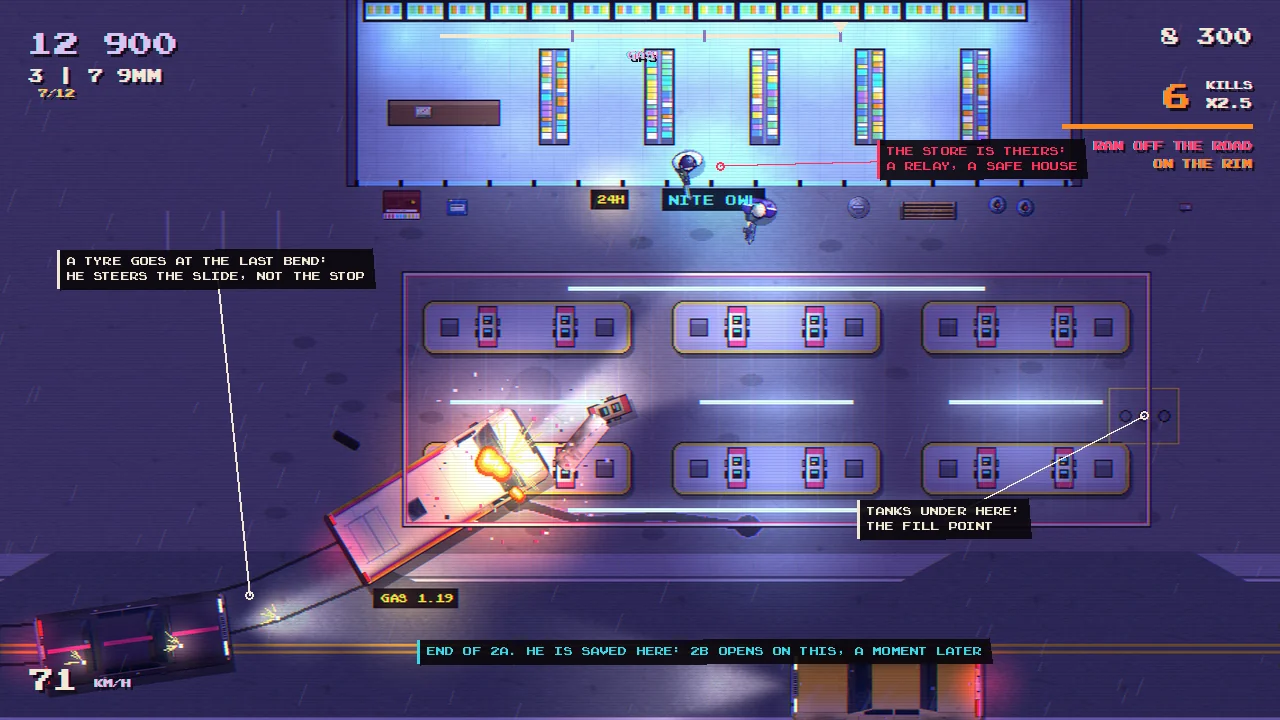 12 900
3 | 7 9MM
7/12
8 300
6 KILLS
X2.5
RAN OFF THE ROAD
ON THE RIM
THE STORE IS THEIRS:
A RELAY, A SAFE HOUSE
24H
NITE OWL
A TYRE GOES AT THE LAST BEND:
HE STEERS THE SLIDE, NOT THE STOP
TANKS UNDER HERE:
THE FILL POINT
GAS 1.19
END OF 2A. HE IS SAVED HERE: 2B OPENS ON THIS, A MOMENT LATER
71 KM/H